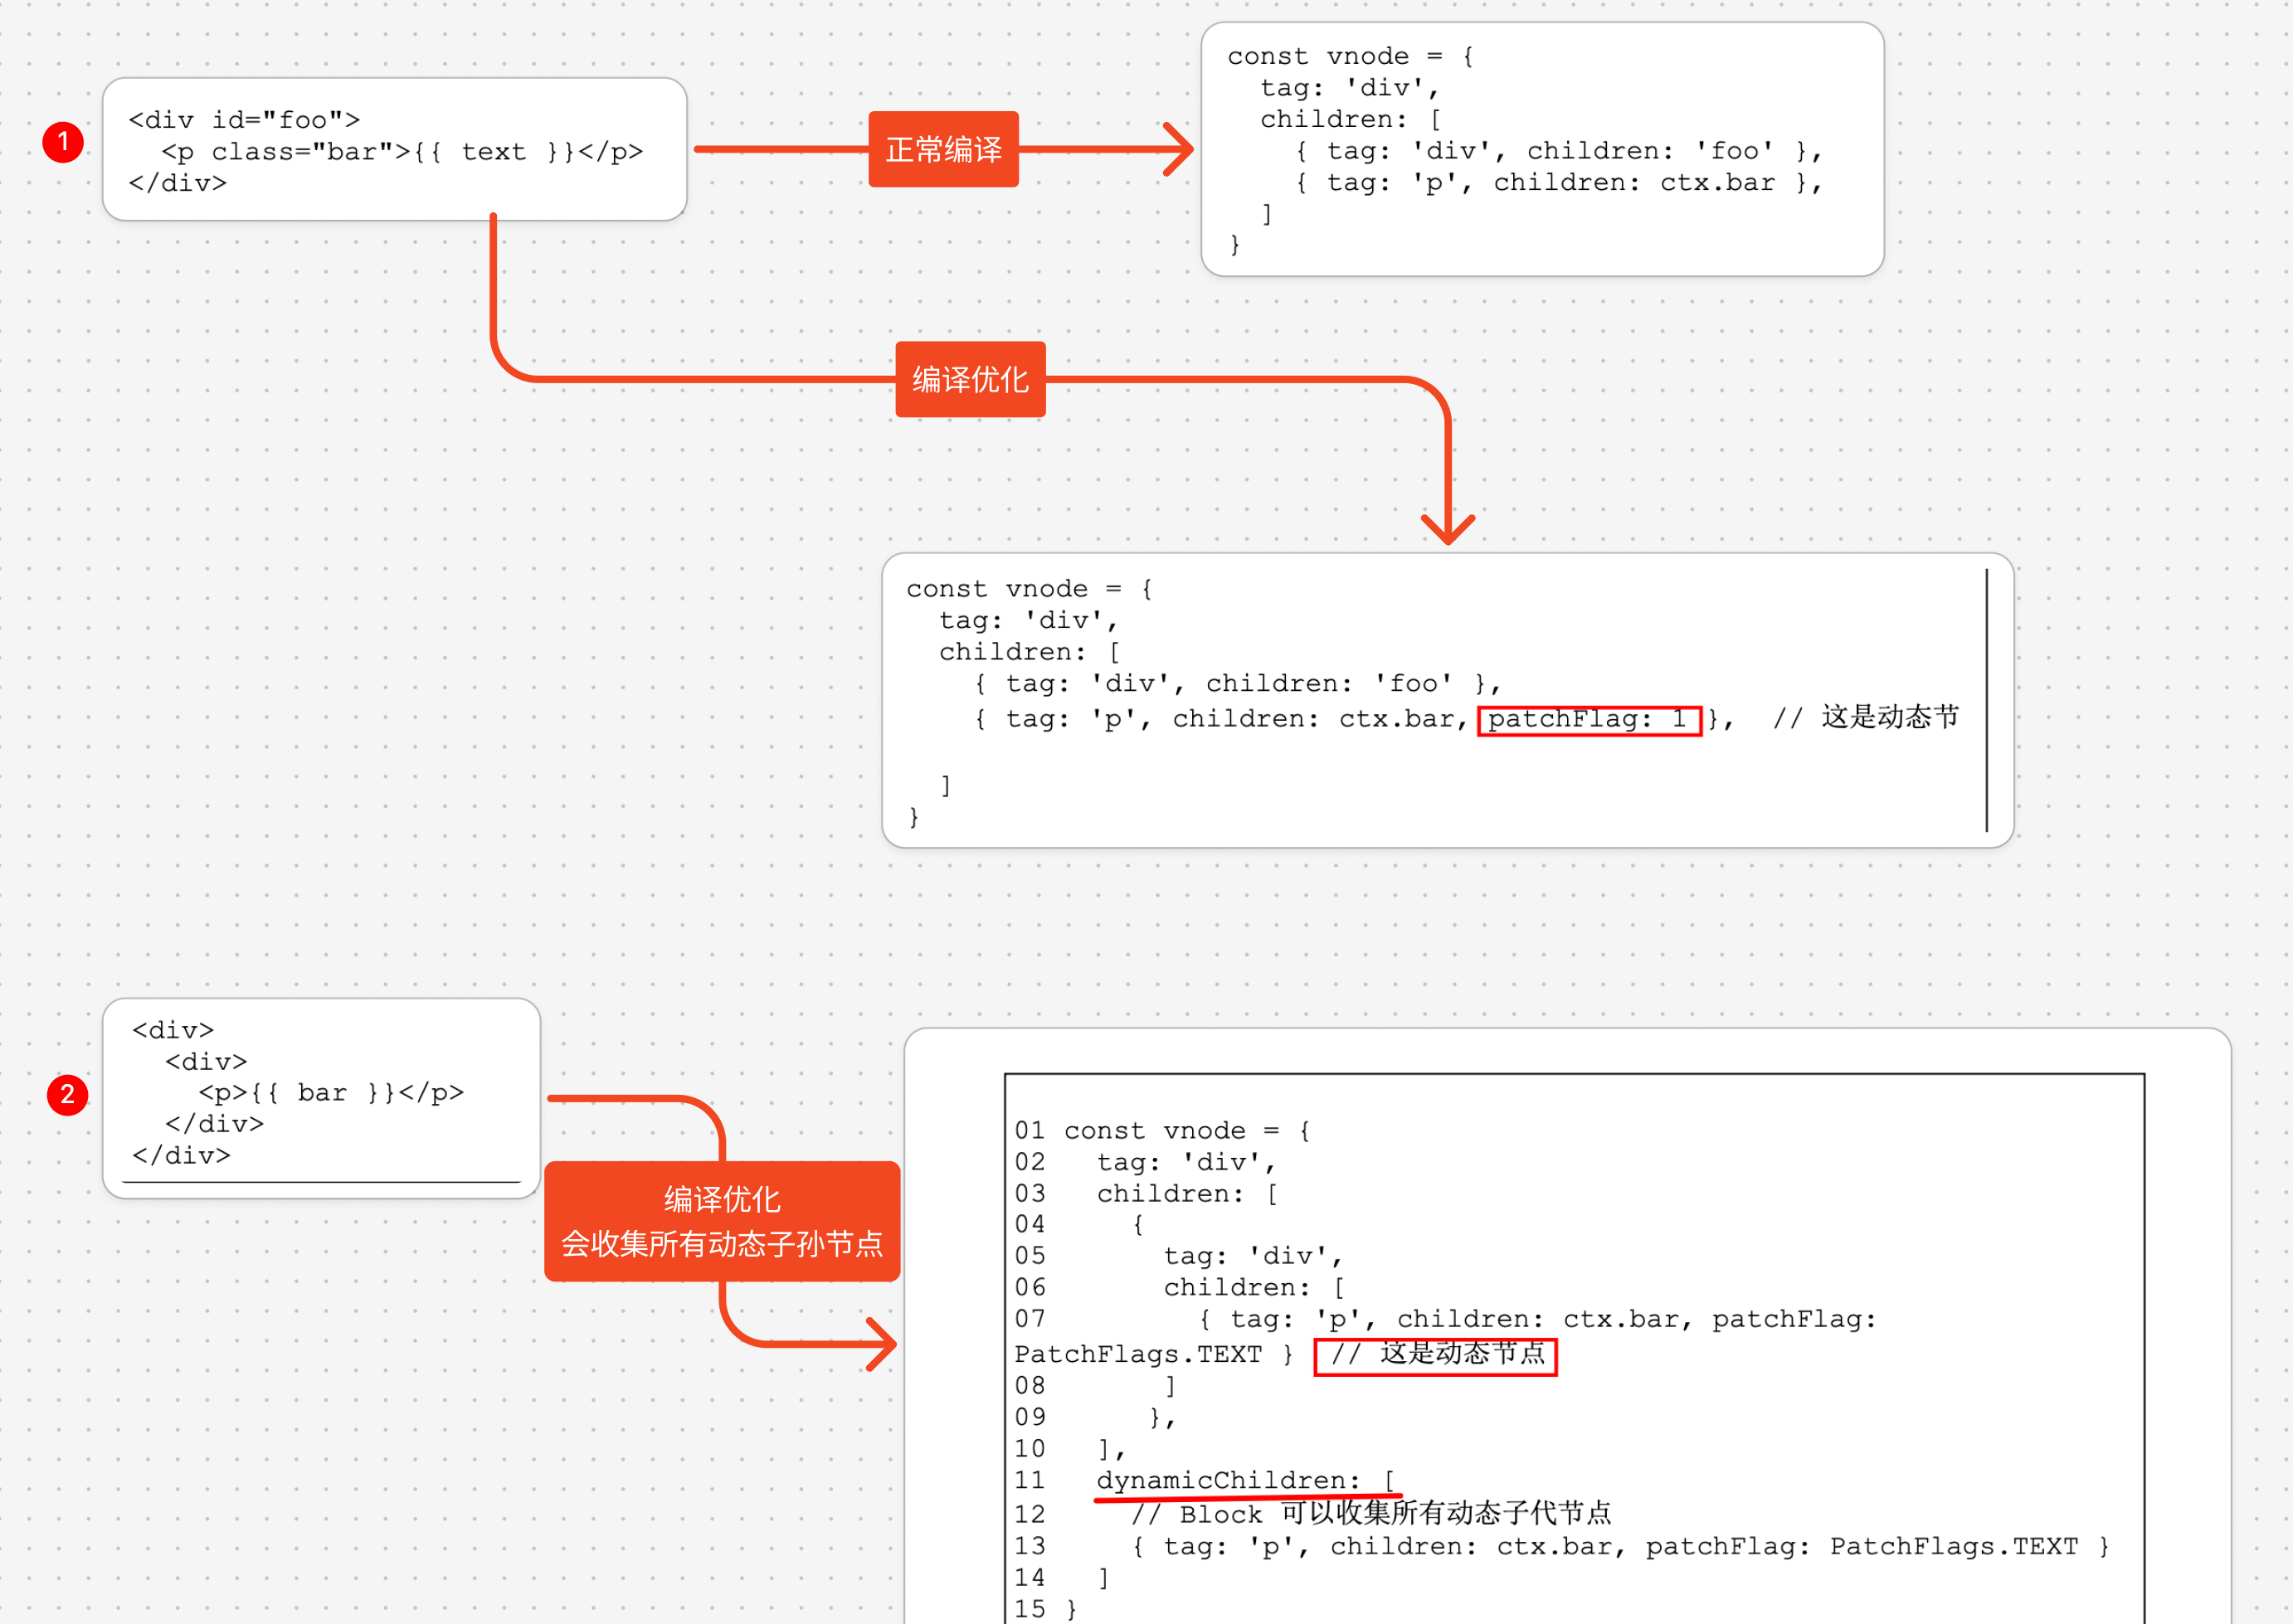 1
<div id="foo">
  <p class="bar">{{ text }}</p>
</div>
正常编译
const vnode = {
  tag: 'div',
  children: [
    { tag: 'div', children: 'foo' },
    { tag: 'p', children: ctx.bar },
  ]
}
编译优化
const vnode = {
  tag: 'div',
  children: [
    { tag: 'div', children: 'foo' },
    { tag: 'p', children: ctx.bar, patchFlag: 1 },  // 这是动态节
  ]
}
2
<div>
  <div>
    <p>{{ bar }}</p>
  </div>
</div>
编译优化
会收集所有动态子孙节点
01 const vnode = {
02   tag: 'div',
03   children: [
04     {
05       tag: 'div',
06       children: [
07         { tag: 'p', children: ctx.bar, patchFlag:
PatchFlags.TEXT }  // 这是动态节点
08       ]
09      },
10   ],
11   dynamicChildren: [
12     // Block 可以收集所有动态子代节点
13     { tag: 'p', children: ctx.bar, patchFlag: PatchFlags.TEXT }
14   ]
15 }